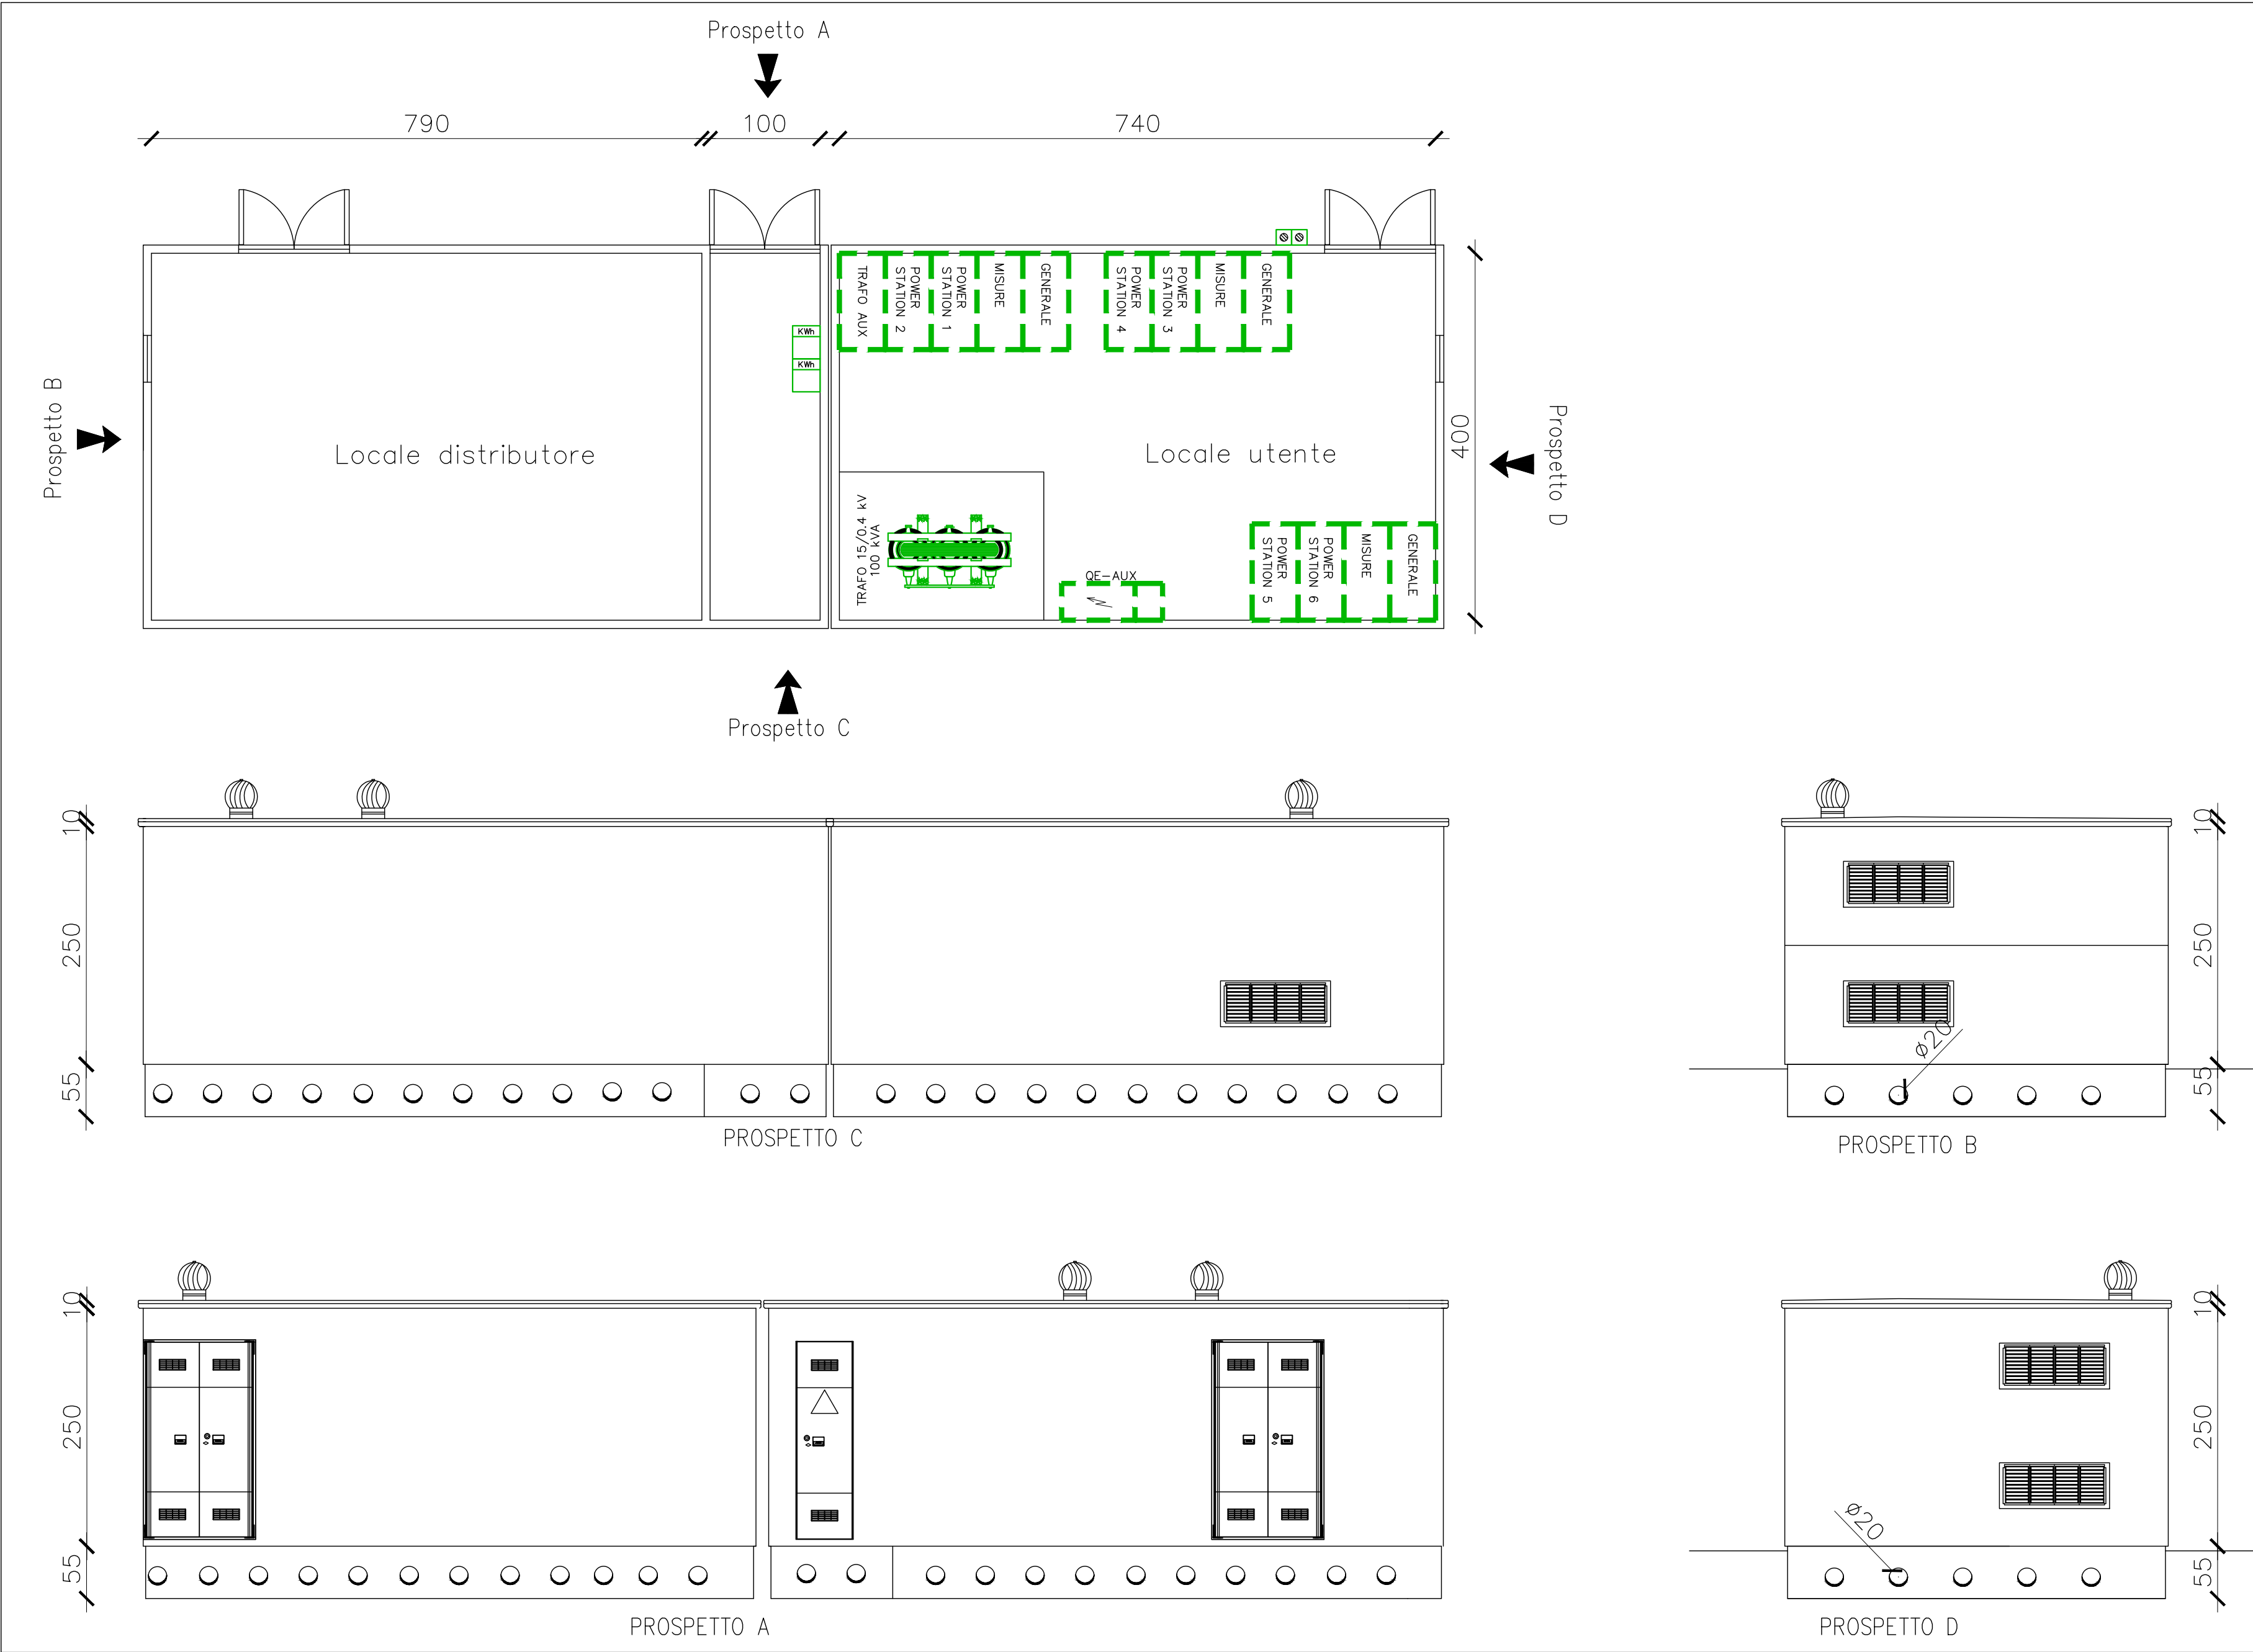 Prospetto A
790
100
740
TRAFO AUX
POWER
STATION 2
POWER
STATION 1
MISURE
GENERALE
POWER
STATION 4
POWER
STATION 3
MISURE
GENERALE
KWh
KWh
Prospetto B
Locale distributore
Locale utente
400
Prospetto D
TRAFO 15/0.4 kV
100 kVA
QE-AUX
POWER
STATION 5
POWER
STATION 6
MISURE
GENERALE
Prospetto C
10
250
55
PROSPETTO C
10
250
55
Ø20
PROSPETTO B
10
250
55
PROSPETTO A
10
250
55
Ø20
PROSPETTO D